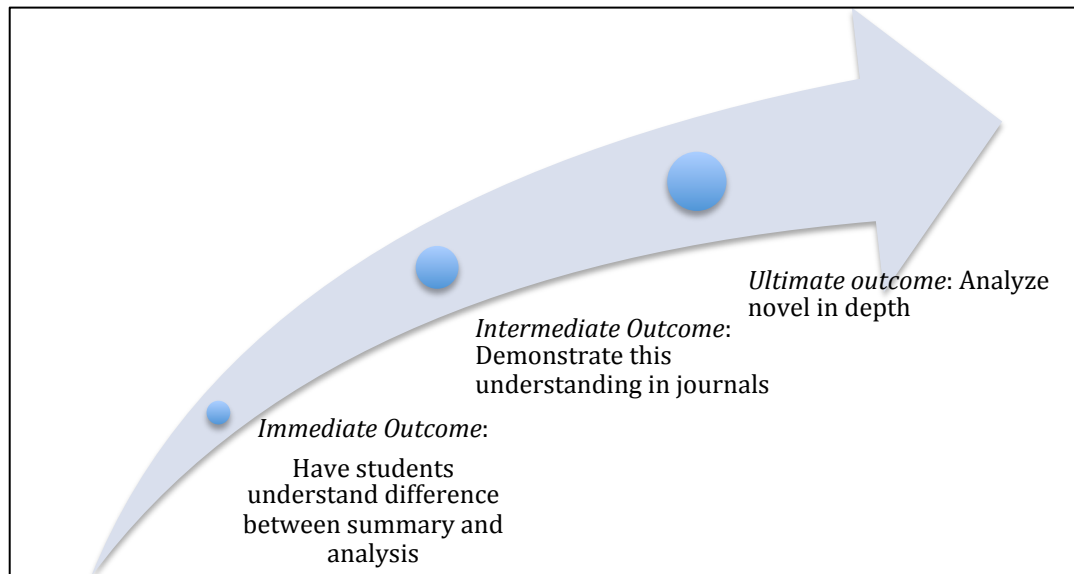 Immediate Outcome:
Have students
understand difference
between summary and
analysis
Intermediate Outcome:
Demonstrate this
understanding in journals
Ultimate outcome: Analyze
novel in depth